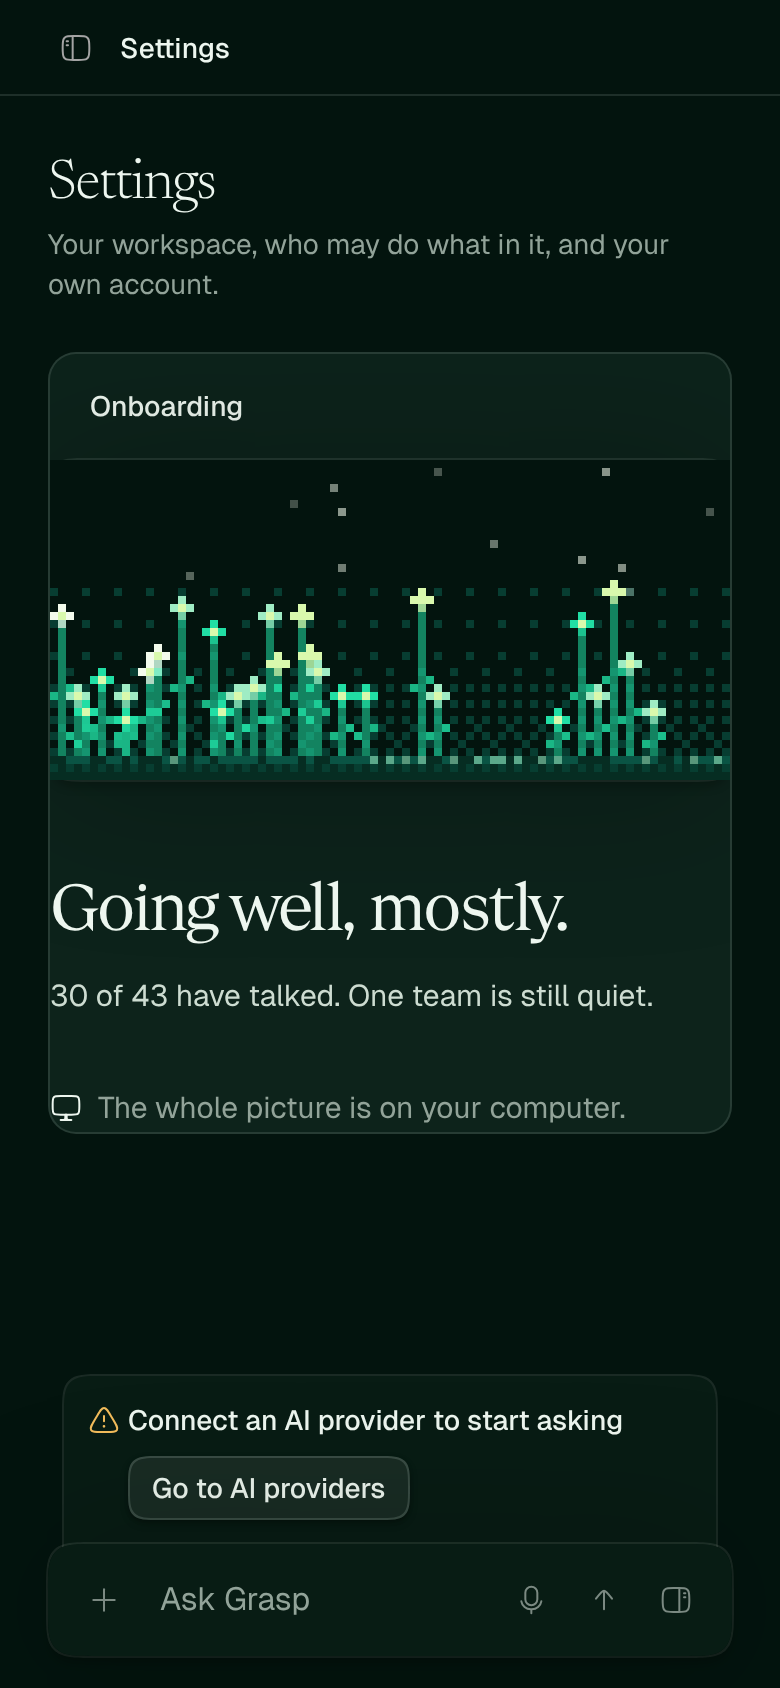 Settings
Settings
Your workspace, who may do what in it, and your
own account.
Onboarding
Going well, mostly.
30 of 43 have talked. One team is still quiet.
The whole picture is on your computer.
Connect an AI provider to start asking
Go to AI providers
Ask Grasp